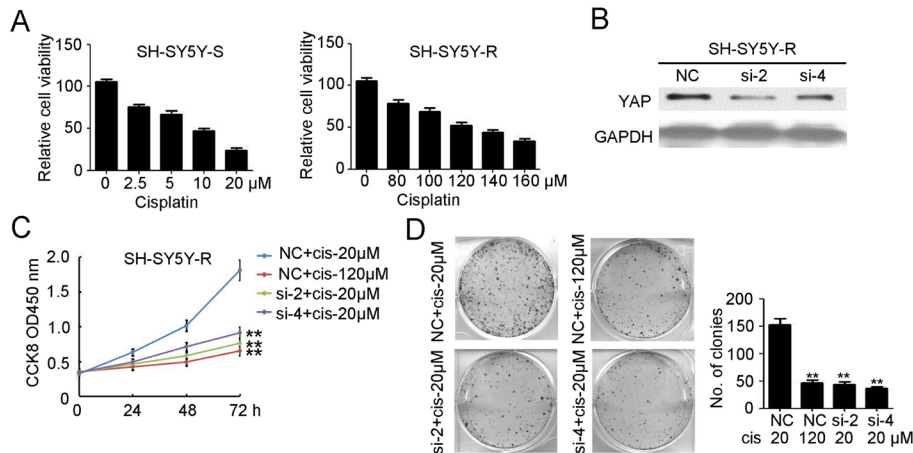 A
SH-SY5Y-S
Relative cell viability
150
100
50
0
0 2.5 5 10 20 μM
Cisplatin
SH-SY5Y-R
Relative cell viability
150
100
50
0
0 80 100 120 140 160 μM
Cisplatin
B
SH-SY5Y-R
NC si-2 si-4
YAP
GAPDH
C
SH-SY5Y-R
CCK8 OD450 nm
2.0
1.5
1.0
0.5
0
0 24 48 72 h
NC+cis-20μM
NC+cis-120μM
si-2+cis-20μM
si-4+cis-20μM
**
**
**
D
NC+cis-20μM
NC+cis-120μM
si-2+cis-20μM
si-4+cis-20μM
No. of clonies
200
150
100
50
0
** ** **
NC NC si-2 si-4
cis 20 120 20 20 μM